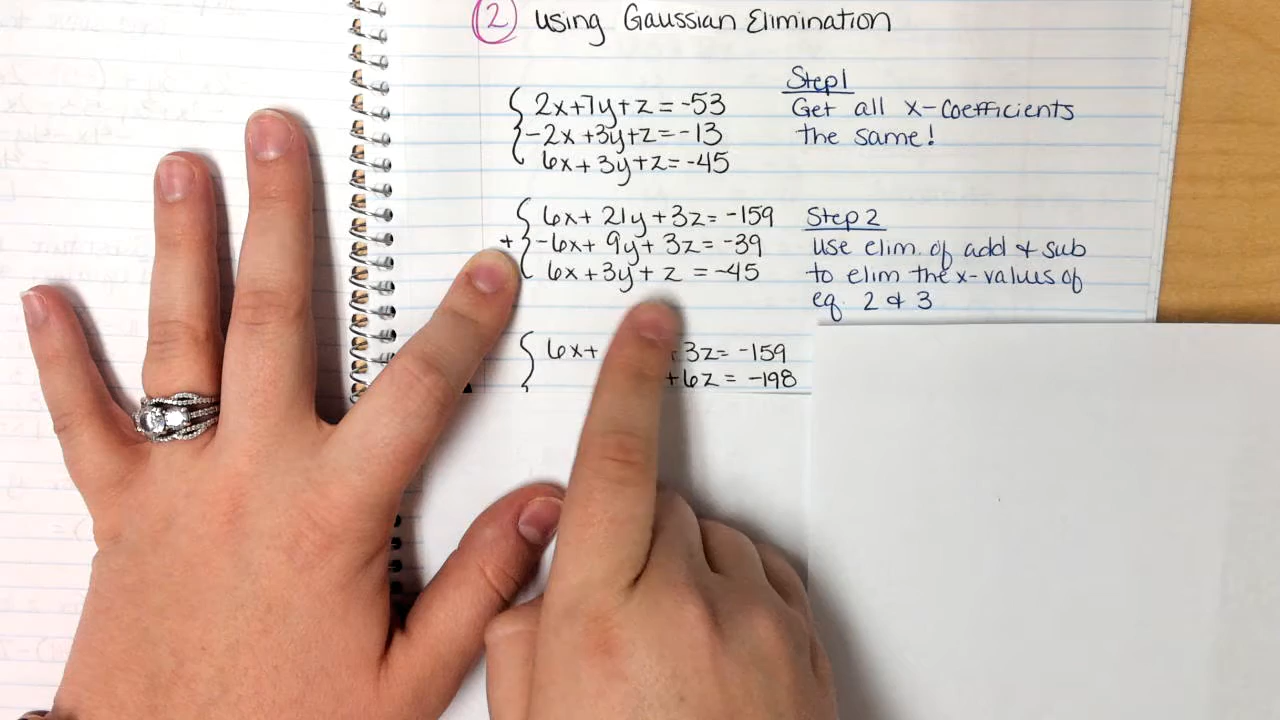 2 using Gaussian Elimination
Step 1
2x+7y+z=-53
Get all x-coefficients
-2x+3y+z=-13
the same!
6x+3y+z=-45
6x+21y+3z=-159
Step 2
+ -6x+9y+3z=-39
use elim. of add & sub
6x+3y+z=-45
to elim the x-values of
eq. 2 & 3
6x+ +3z=-159
+6z=-198